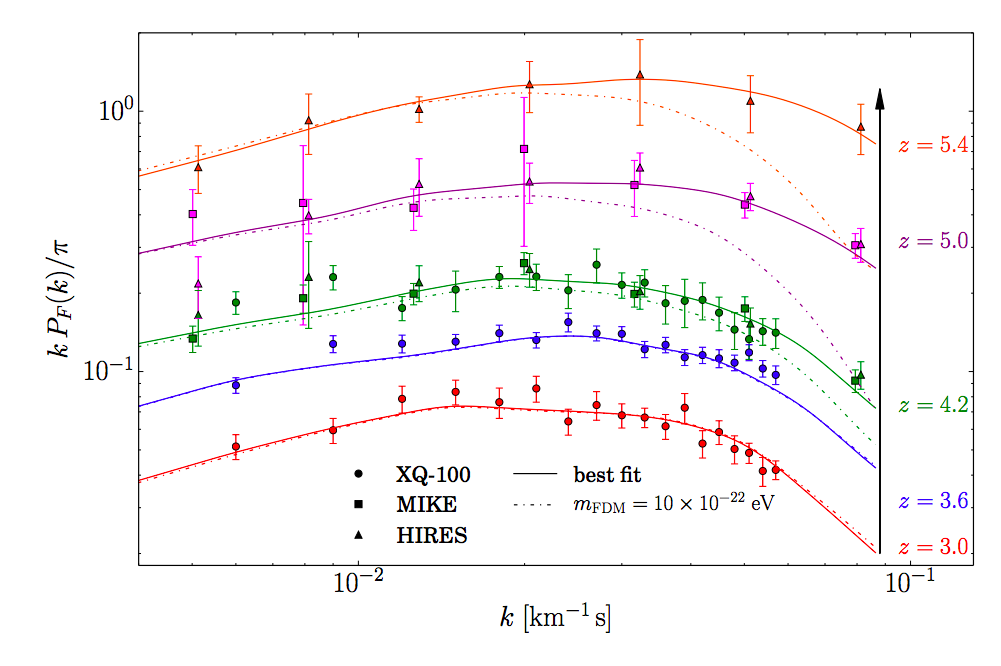 10⁰
10⁻¹
k P_F(k)/π
z = 5.4
z = 5.0
z = 4.2
z = 3.6
z = 3.0
XQ-100
MIKE
HIRES
best fit
m_FDM = 10 × 10⁻²² eV
10⁻²
10⁻¹
k [km⁻¹ s]